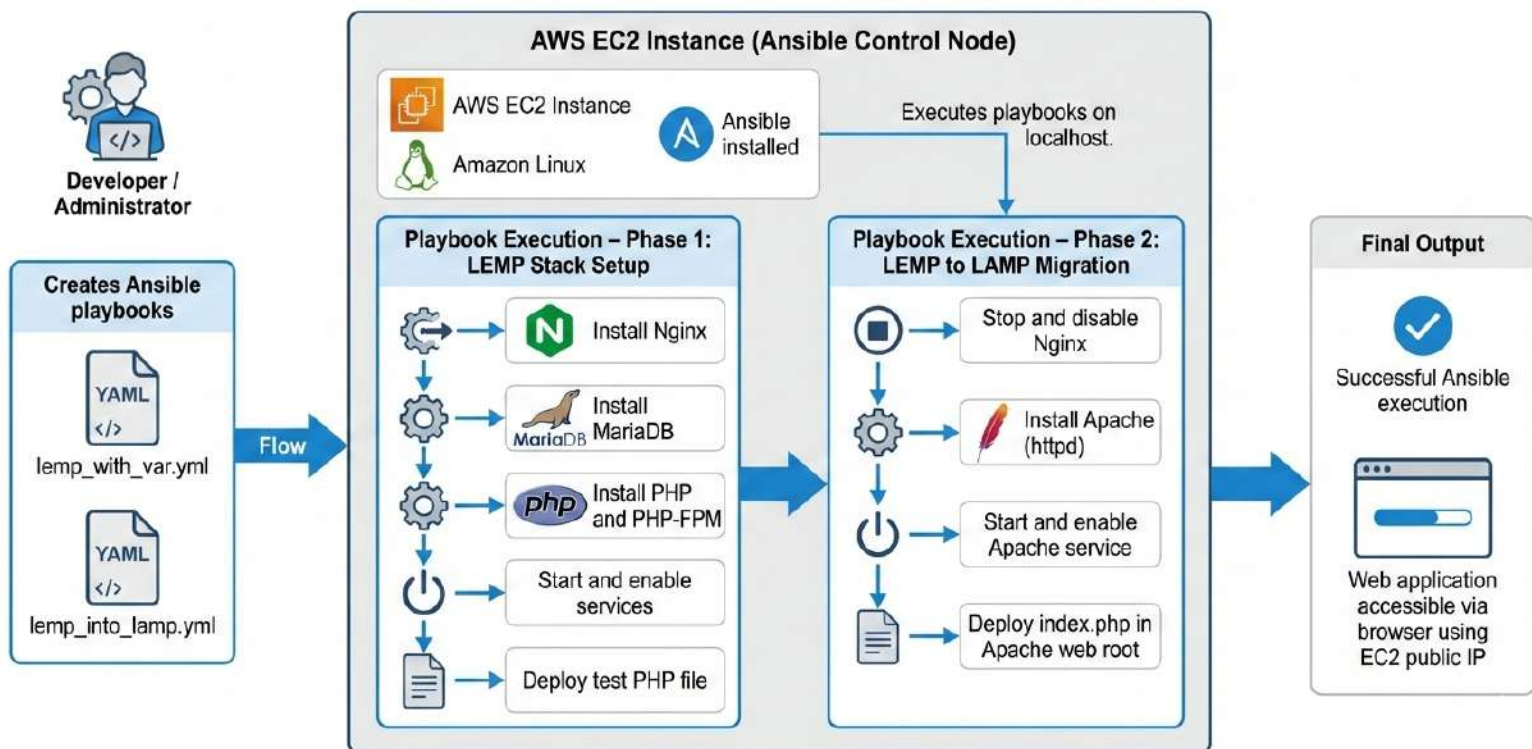 AWS EC2 Instance (Ansible Control Node)
AWS EC2 Instance
Amazon Linux
Ansible
installed
Executes playbooks on
localhost.
Developer /
Administrator
Creates Ansible
playbooks
YAML
</>
lemp_with_var.yml
YAML
</>
lemp_into_lamp.yml
Flow
Playbook Execution – Phase 1:
LEMP Stack Setup
N
Install Nginx
MariaDB
Install
MariaDB
php
Install PHP
and PHP-FPM
Start and enable
services
Deploy test PHP file
Playbook Execution – Phase 2:
LEMP to LAMP Migration
Stop and disable
Nginx
Install Apache
(httpd)
Start and enable
Apache service
Deploy index.php in
Apache web root
Final Output
Successful Ansible
execution
Web application
accessible via
browser using
EC2 public IP